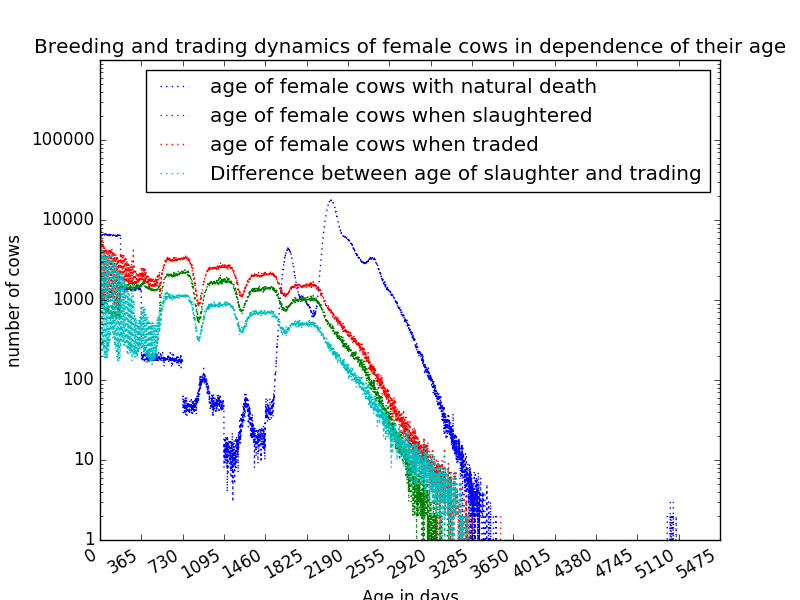 Breeding and trading dynamics of female cows in dependence of their age
age of female cows with natural death
age of female cows when slaughtered
age of female cows when traded
Difference between age of slaughter and trading
number of cows
100000
10000
1000
100
10
1
0 365 730 1095 1460 1825 2190 2555 2920 3285 3650 4015 4380 4745 5110 5475
Age in days